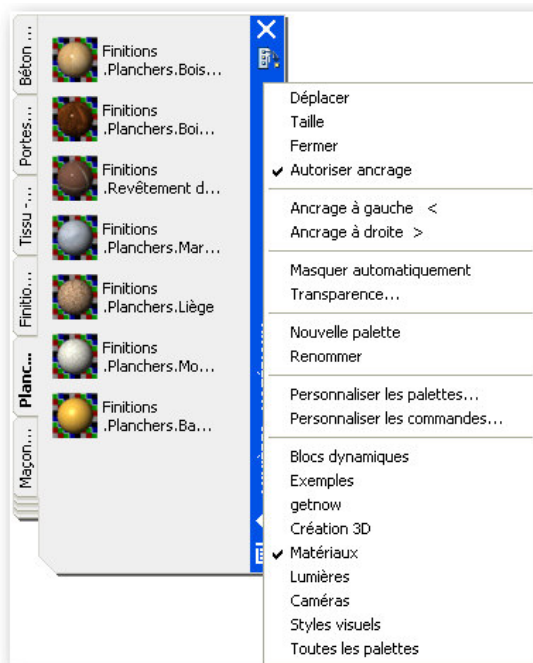 Béton ...
Portes...
Tissu -...
Finitio...
Planc...
Maçon...
Finitions
.Planchers.Bois...
Finitions
.Planchers.Boi...
Finitions
.Revêtement d...
Finitions
.Planchers.Mar...
Finitions
.Planchers.Liège
Finitions
.Planchers.Mo...
Finitions
.Planchers.Ba...
Déplacer
Taille
Fermer
Autoriser ancrage
Ancrage à gauche <
Ancrage à droite >
Masquer automatiquement
Transparence...
Nouvelle palette
Renommer
Personnaliser les palettes...
Personnaliser les commandes...
Blocs dynamiques
Exemples
getnow
Création 3D
Matériaux
Lumières
Caméras
Styles visuels
Toutes les palettes